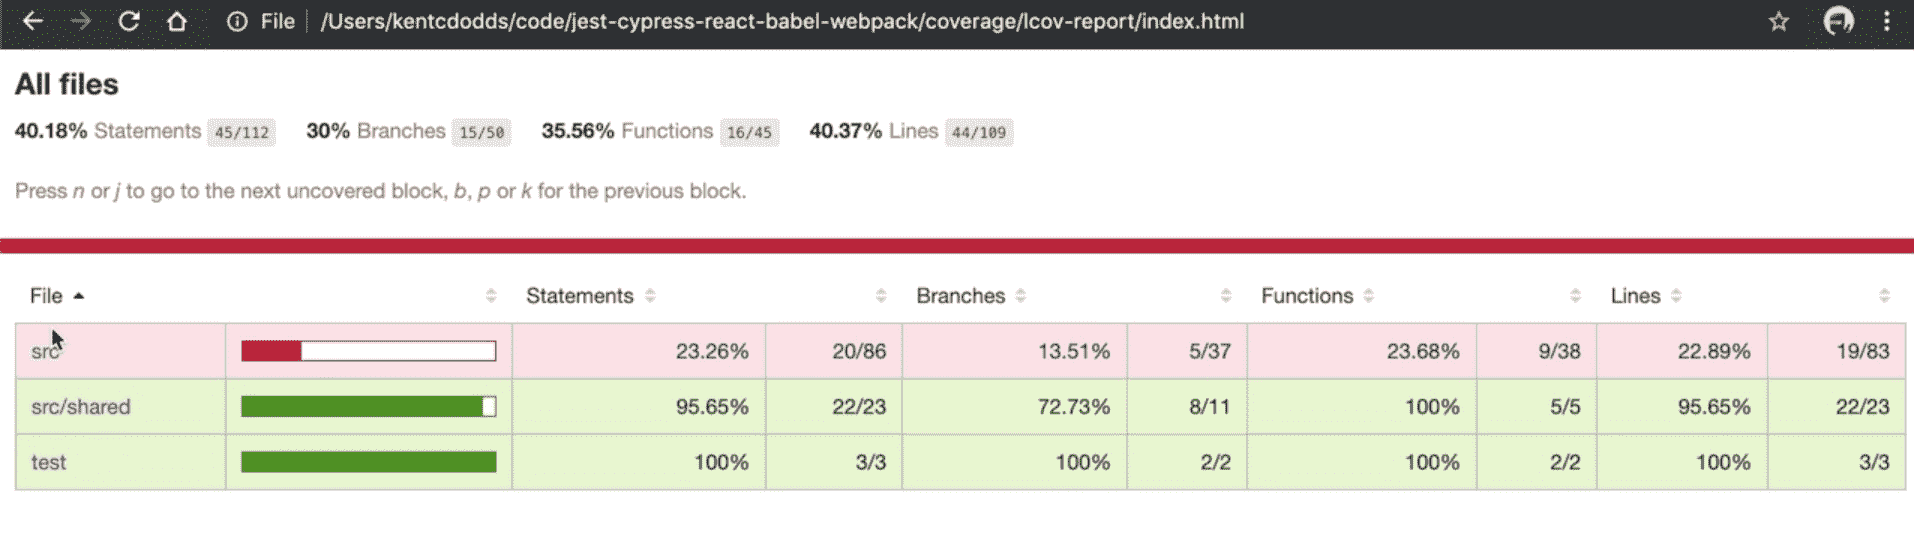 File /Users/kentcdodds/code/jest-cypress-react-babel-webpack/coverage/lcov-report/index.html
All files
40.18% Statements 45/112 30% Branches 15/50 35.56% Functions 16/45 40.37% Lines 44/109
Press n or j to go to the next uncovered block, b, p or k for the previous block.
File Statements Branches Functions Lines
src 23.26% 20/86 13.51% 5/37 23.68% 9/38 22.89% 19/83
src/shared 95.65% 22/23 72.73% 8/11 100% 5/5 95.65% 22/23
test 100% 3/3 100% 2/2 100% 2/2 100% 3/3